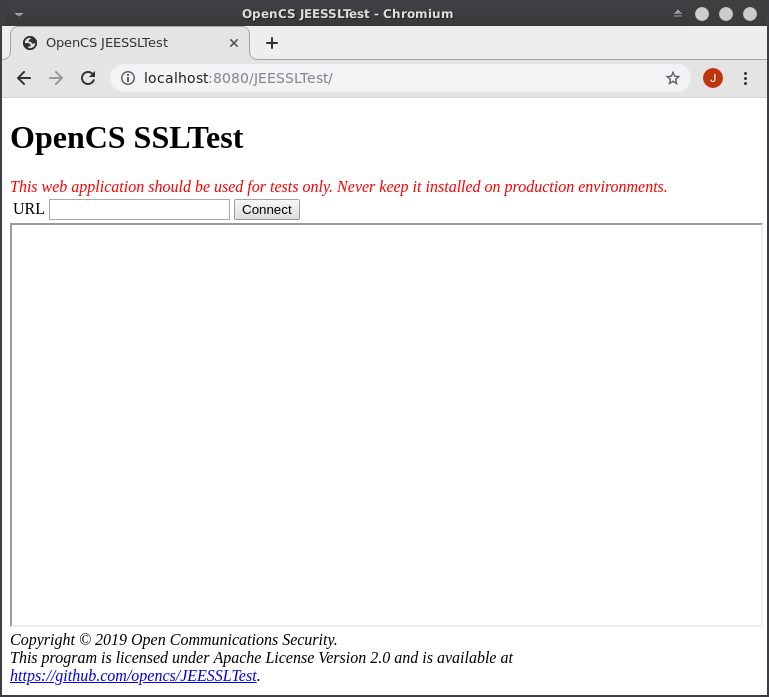 OpenCS JEESSLTest - Chromium
OpenCS JEESSLTest
localhost:8080/JEESSLTest/
J
OpenCS SSLTest
This web application should be used for tests only. Never keep it installed on production environments.
URL Connect
Copyright © 2019 Open Communications Security.
This program is licensed under Apache License Version 2.0 and is available at
https://github.com/opencs/JEESSLTest.